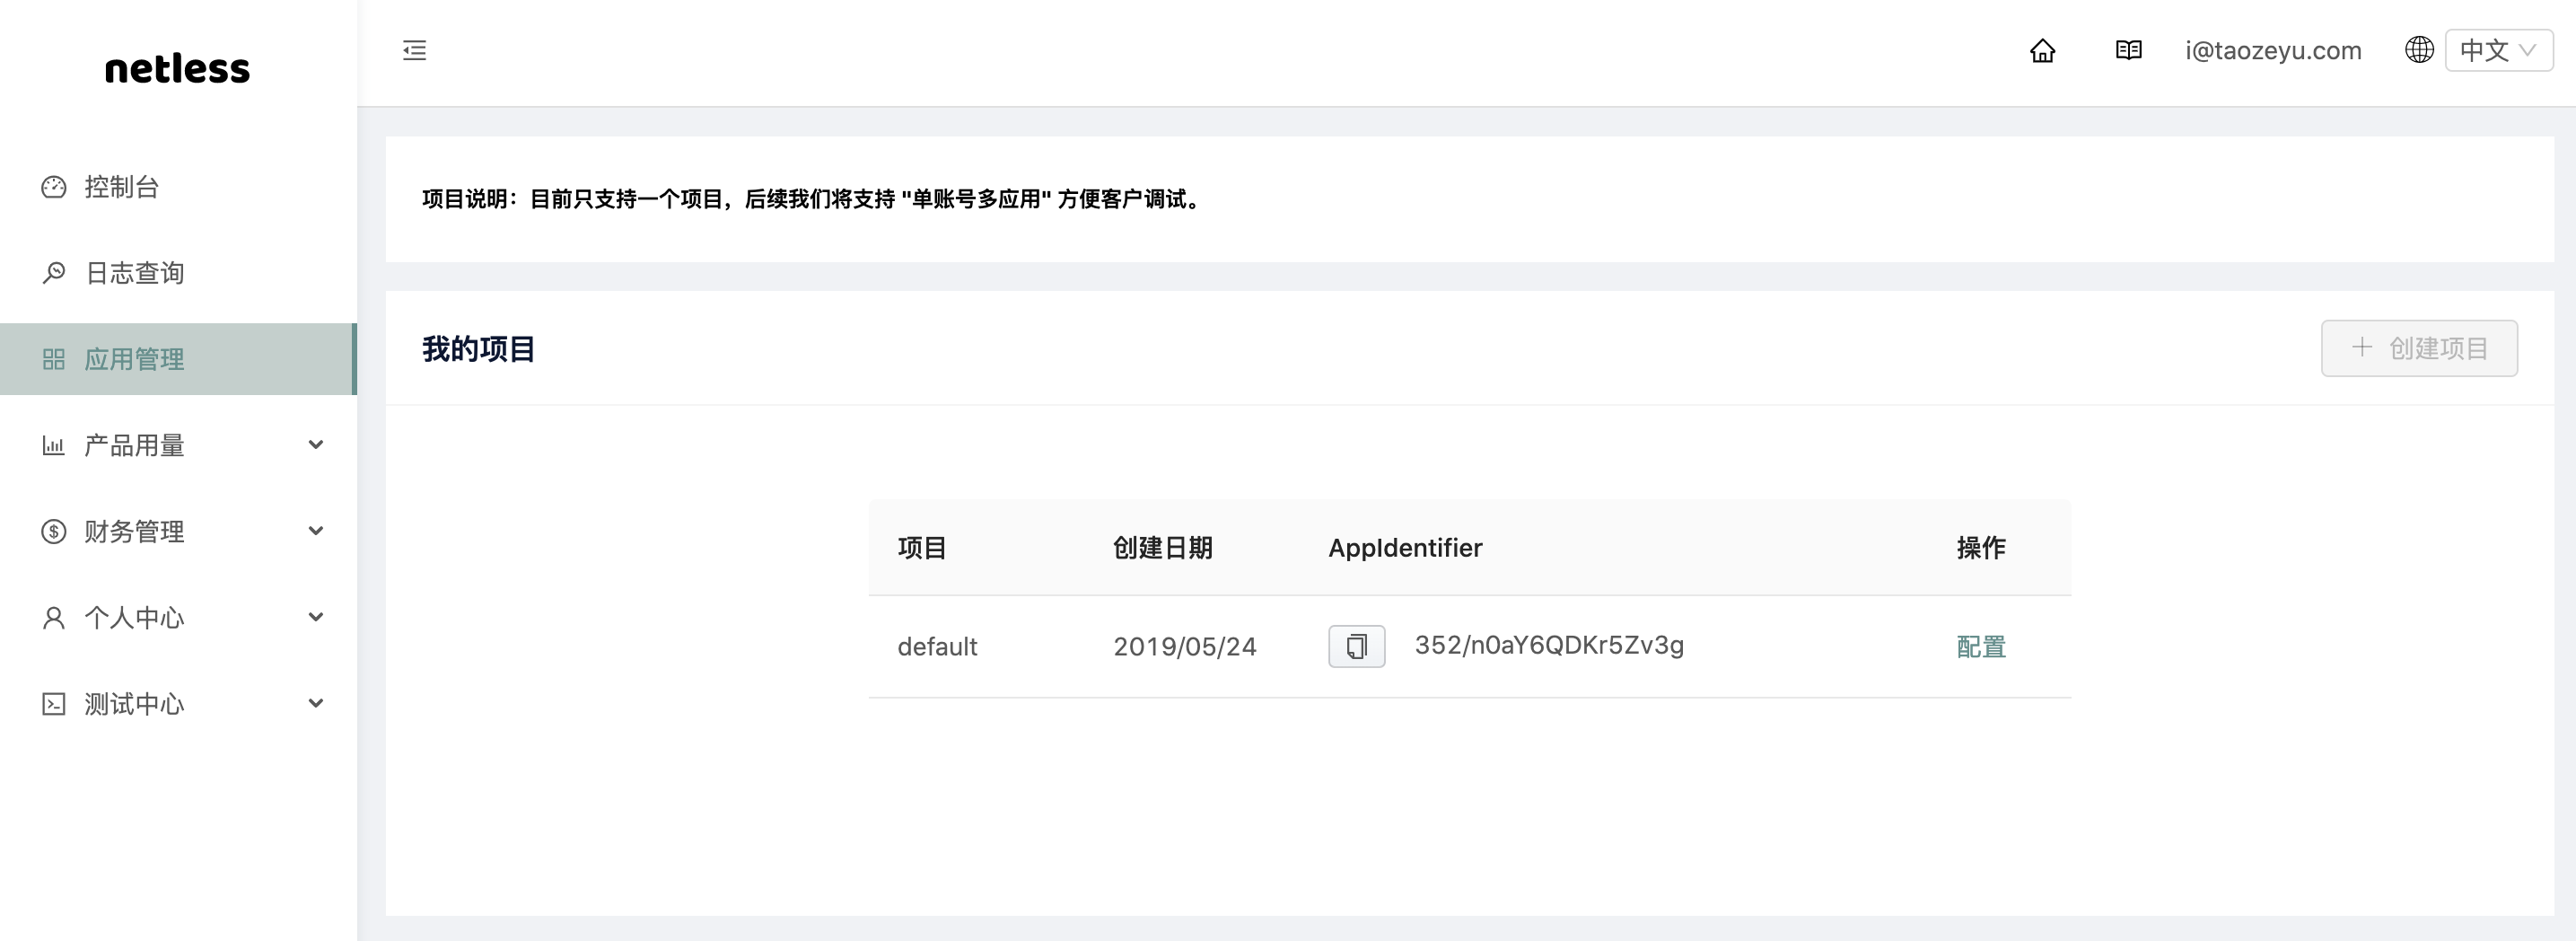 netless
i@taozeyu.com
中文
控制台
日志查询
应用管理
产品用量
财务管理
个人中心
测试中心
项目说明：目前只支持一个项目，后续我们将支持 "单账号多应用" 方便客户调试。
我的项目
创建项目
项目 创建日期 AppIdentifier 操作
default 2019/05/24 352/n0aY6QDKr5Zv3g 配置